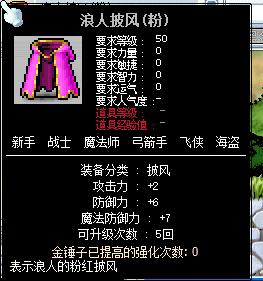 浪人披风(粉)
要求等级: 50
要求力量: 0
要求敏捷: 0
要求智力: 0
要求运气: 0
要求人气度: -
道具等级: -
道具经验值: -
新手 战士 魔法师 弓箭手 飞侠 海盗
装备分类: 披风
攻击力: +2
防御力: +6
魔法防御力: +7
可升级次数: 5回
金锤子已提高的强化次数: 0
表示浪人的粉红披风